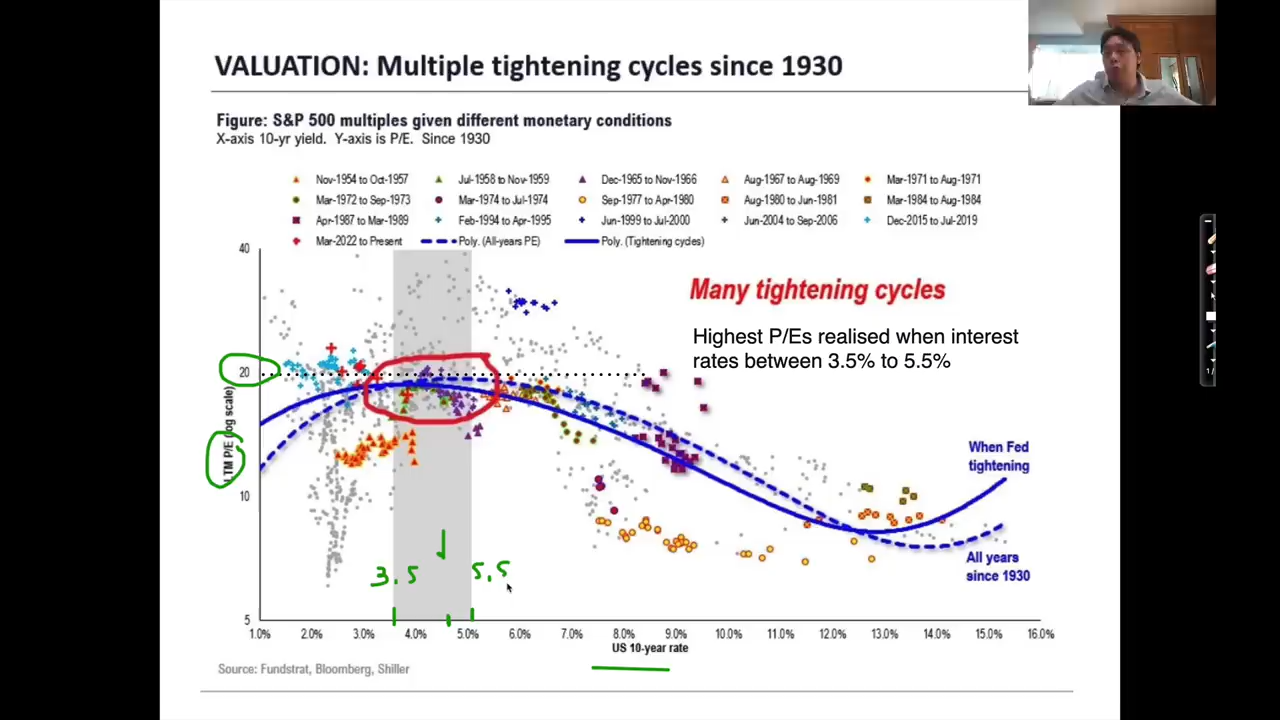 VALUATION: Multiple tightening cycles since 1930
Figure: S&P 500 multiples given different monetary conditions
X-axis 10-yr yield. Y-axis is P/E. Since 1930
Nov-1954 to Oct-1957 Jul-1958 to Nov-1959 Dec-1965 to Nov-1966 Aug-1967 to Aug-1969 Mar-1971 to Aug-1971
Mar-1972 to Sep-1973 Mar-1974 to Jul-1974 Sep-1977 to Apr-1980 Aug-1980 to Jun-1981 Mar-1984 to Aug-1984
Apr-1987 to Mar-1989 Feb-1994 to Apr-1995 Jun-1999 to Jul-2000 Jun-2004 to Sep-2006 Dec-2015 to Jul-2019
Mar-2022 to Present Poly. (All-years PE) Poly. (Tightening cycles)
40
Many tightening cycles
Highest P/Es realised when interest
rates between 3.5% to 5.5%
20
LTM P/E (log scale)
When Fed
tightening
10
All years
since 1930
3.5 5.5
5
1.0% 2.0% 3.0% 4.0% 5.0% 6.0% 7.0% 8.0% 9.0% 10.0% 11.0% 12.0% 13.0% 14.0% 15.0% 16.0%
US 10-year rate
Source: Fundstrat, Bloomberg, Shiller
1/